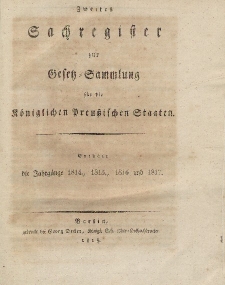 Zweites
Sachregister
zur
Gesetz-Sammlung
für die
Königlichen Preußischen Staaten.
Enthält
die Jahrgänge 1814., 1815., 1816 und 1817.
Berlin,
gedruckt bei Georg Decker, Königl. Geh. Ober-Hofbuchdrucker
1818.